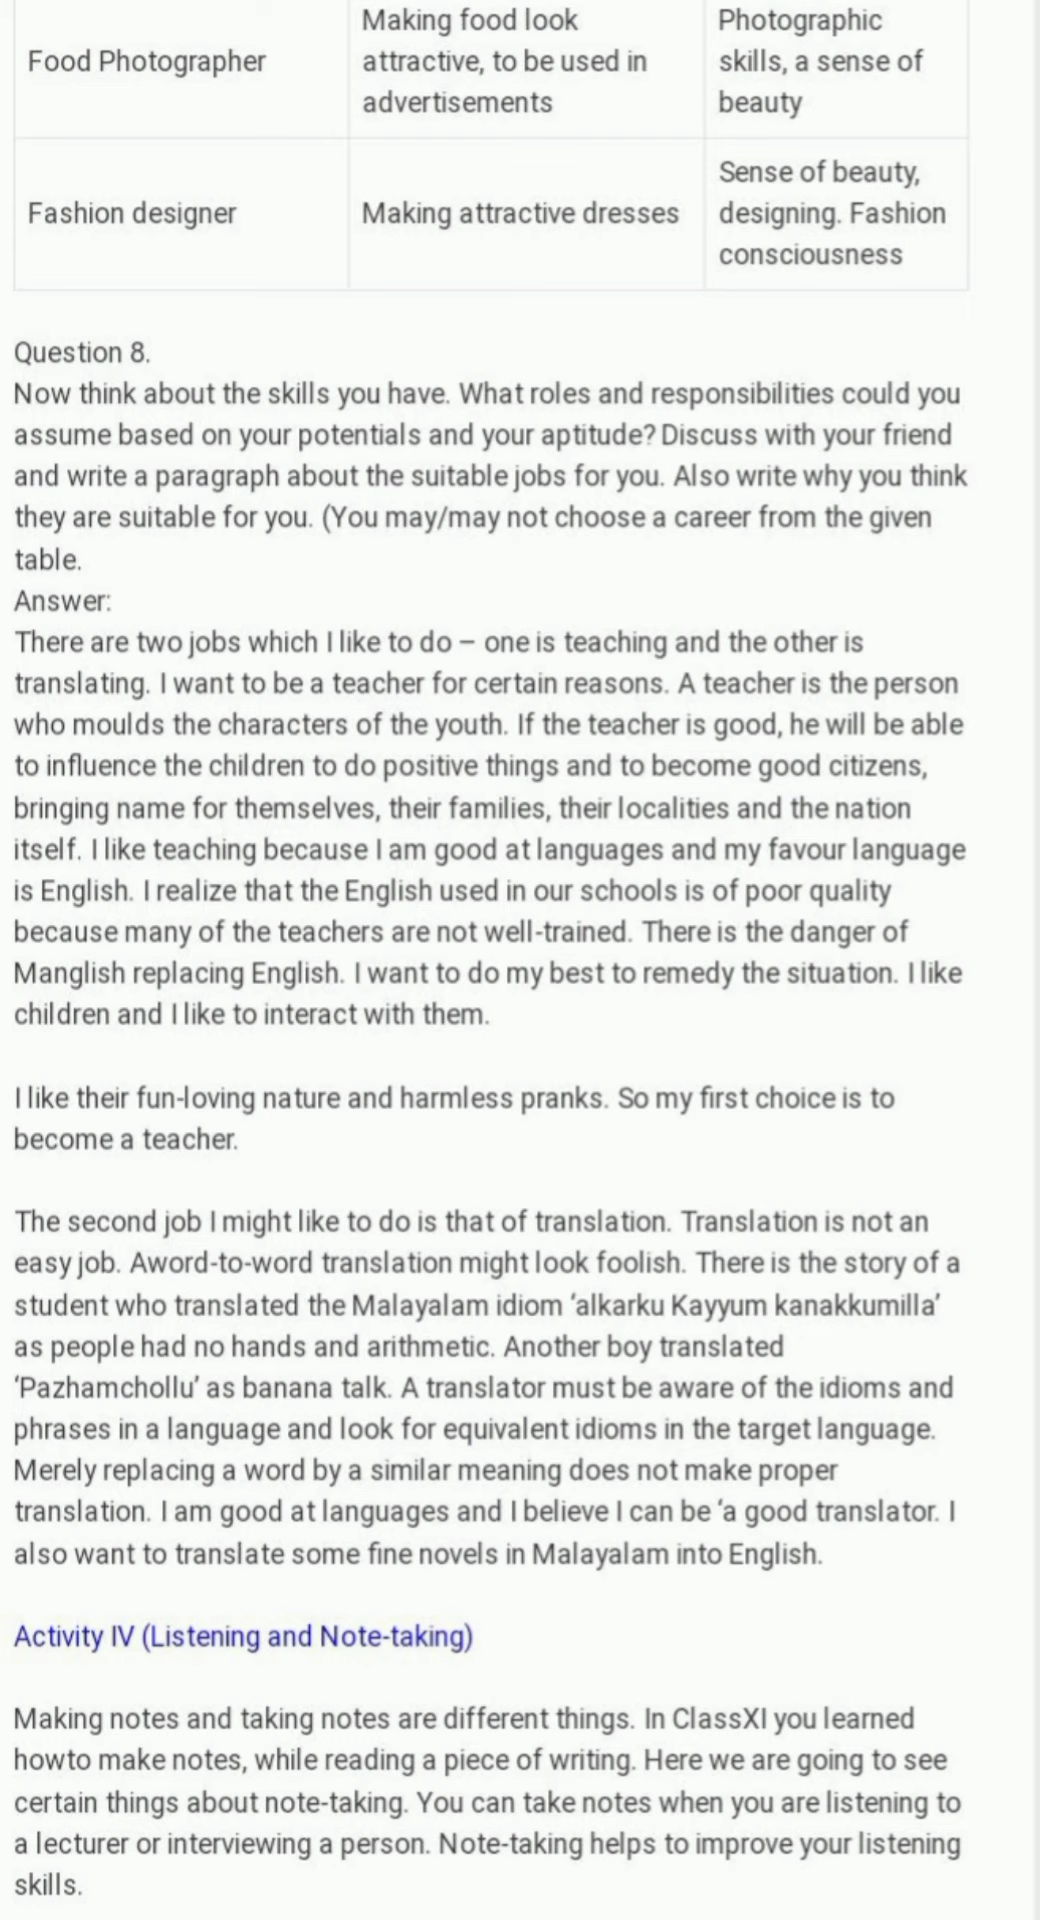 Food Photographer
Making food look
attractive, to be used in
advertisements
Photographic
skills, a sense of
beauty
Fashion designer
Making attractive dresses
Sense of beauty,
designing. Fashion
consciousness
Question 8.
Now think about the skills you have. What roles and responsibilities could you
assume based on your potentials and your aptitude? Discuss with your friend
and write a paragraph about the suitable jobs for you. Also write why you think
they are suitable for you. (You may/may not choose a career from the given
table.
Answer:
There are two jobs which I like to do – one is teaching and the other is
translating. I want to be a teacher for certain reasons. A teacher is the person
who moulds the characters of the youth. If the teacher is good, he will be able
to influence the children to do positive things and to become good citizens,
bringing name for themselves, their families, their localities and the nation
itself. I like teaching because I am good at languages and my favour language
is English. I realize that the English used in our schools is of poor quality
because many of the teachers are not well-trained. There is the danger of
Manglish replacing English. I want to do my best to remedy the situation. I like
children and I like to interact with them.
I like their fun-loving nature and harmless pranks. So my first choice is to
become a teacher.
The second job I might like to do is that of translation. Translation is not an
easy job. Aword-to-word translation might look foolish. There is the story of a
student who translated the Malayalam idiom ‘alkarku Kayyum kanakkumilla’
as people had no hands and arithmetic. Another boy translated
‘Pazhamchollu’ as banana talk. A translator must be aware of the idioms and
phrases in a language and look for equivalent idioms in the target language.
Merely replacing a word by a similar meaning does not make proper
translation. I am good at languages and I believe I can be ‘a good translator. I
also want to translate some fine novels in Malayalam into English.
Activity IV (Listening and Note-taking)
Making notes and taking notes are different things. In ClassXI you learned
howto make notes, while reading a piece of writing. Here we are going to see
certain things about note-taking. You can take notes when you are listening to
a lecturer or interviewing a person. Note-taking helps to improve your listening
skills.